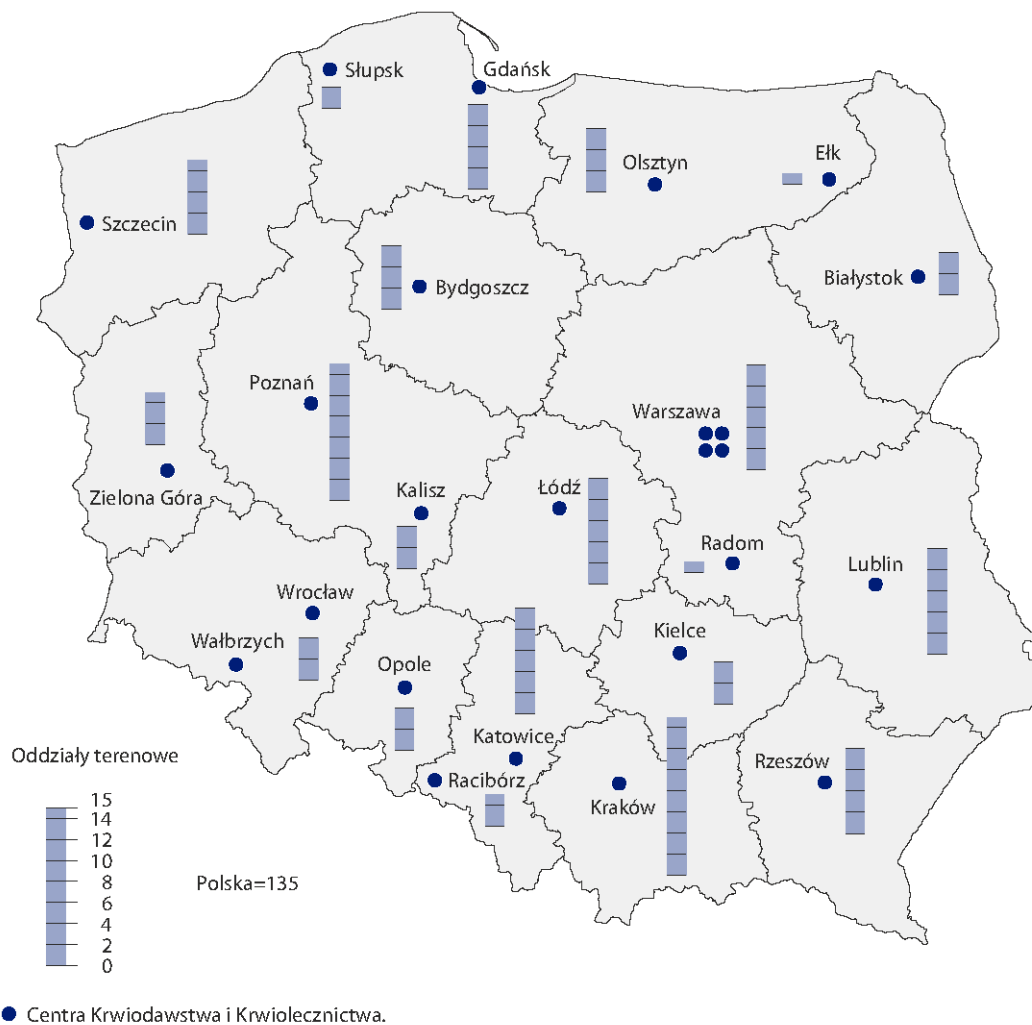 Słupsk
Gdańsk
Olsztyn
Ełk
Szczecin
Białystok
Bydgoszcz
Poznań
Warszawa
Zielona Góra
Kalisz
Łódź
Radom
Lublin
Wrocław
Wałbrzych
Opole
Kielce
Katowice
Racibórz
Kraków
Rzeszów
Oddziały terenowe
15
14
12
10
8
6
4
2
0
Polska=135
Centra Krwiodawstwa i Krwiolecznictwa.